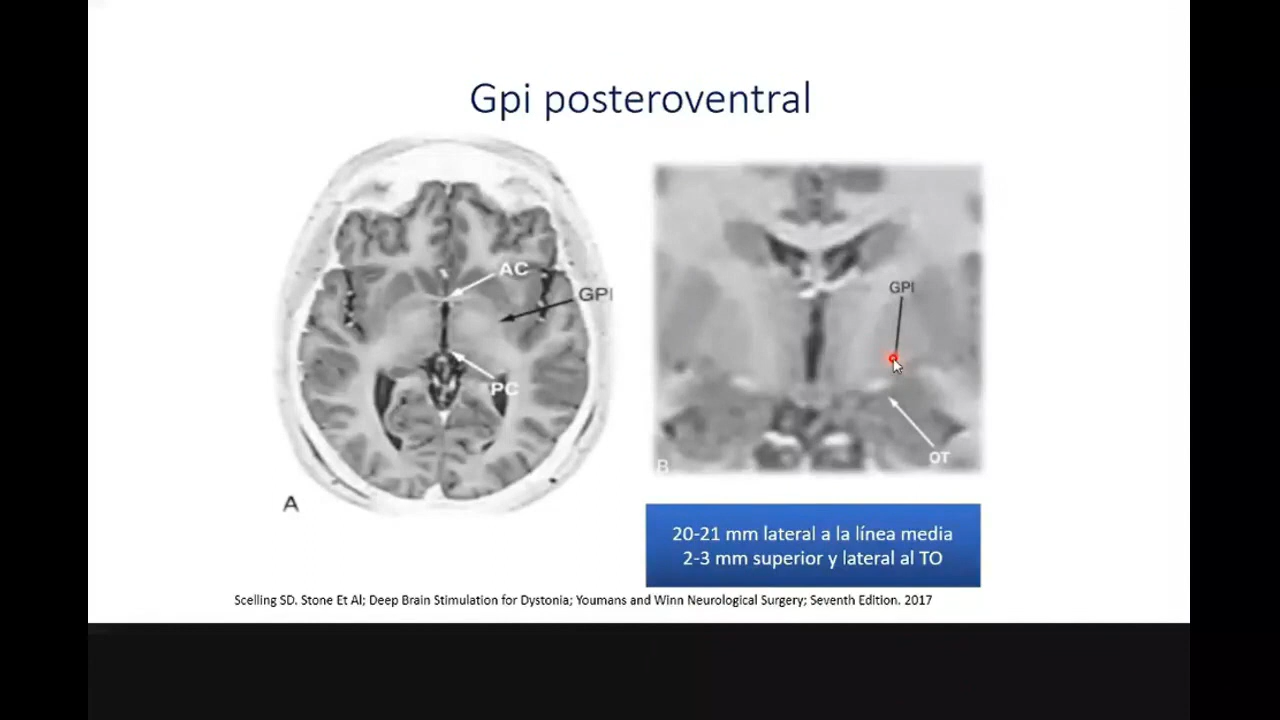 Gpi posteroventral
AC
GPI
PC
A
GPI
OT
B
20-21 mm lateral a la línea media
2-3 mm superior y lateral al TO
Scelling SD. Stone Et Al; Deep Brain Stimulation for Dystonia; Youmans and Winn Neurological Surgery; Seventh Edition. 2017